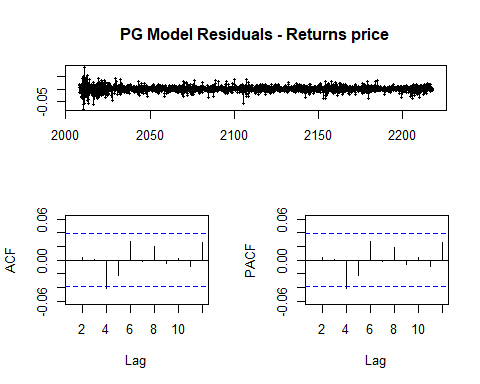 PG Model Residuals - Returns price
-0.05
2000 2050 2100 2150 2200
ACF
-0.06 0.00 0.06
2 4 6 8 10
Lag
PACF
-0.06 0.00 0.06
2 4 6 8 10
Lag